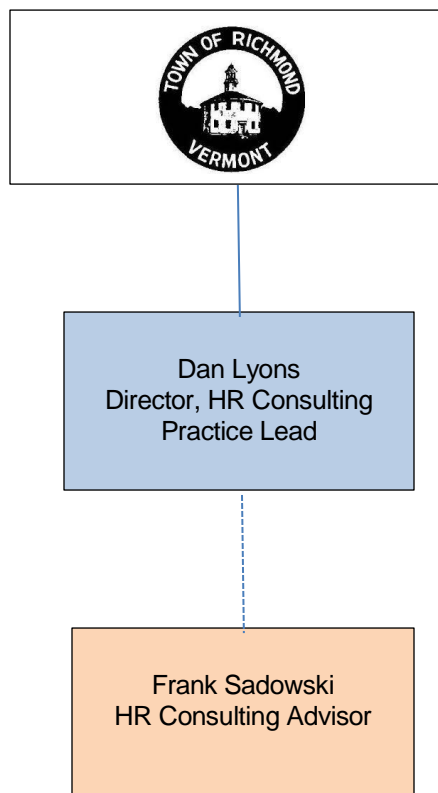 TOWN OF RICHMOND
VERMONT
Dan Lyons
Director, HR Consulting
Practice Lead
Frank Sadowski
HR Consulting Advisor